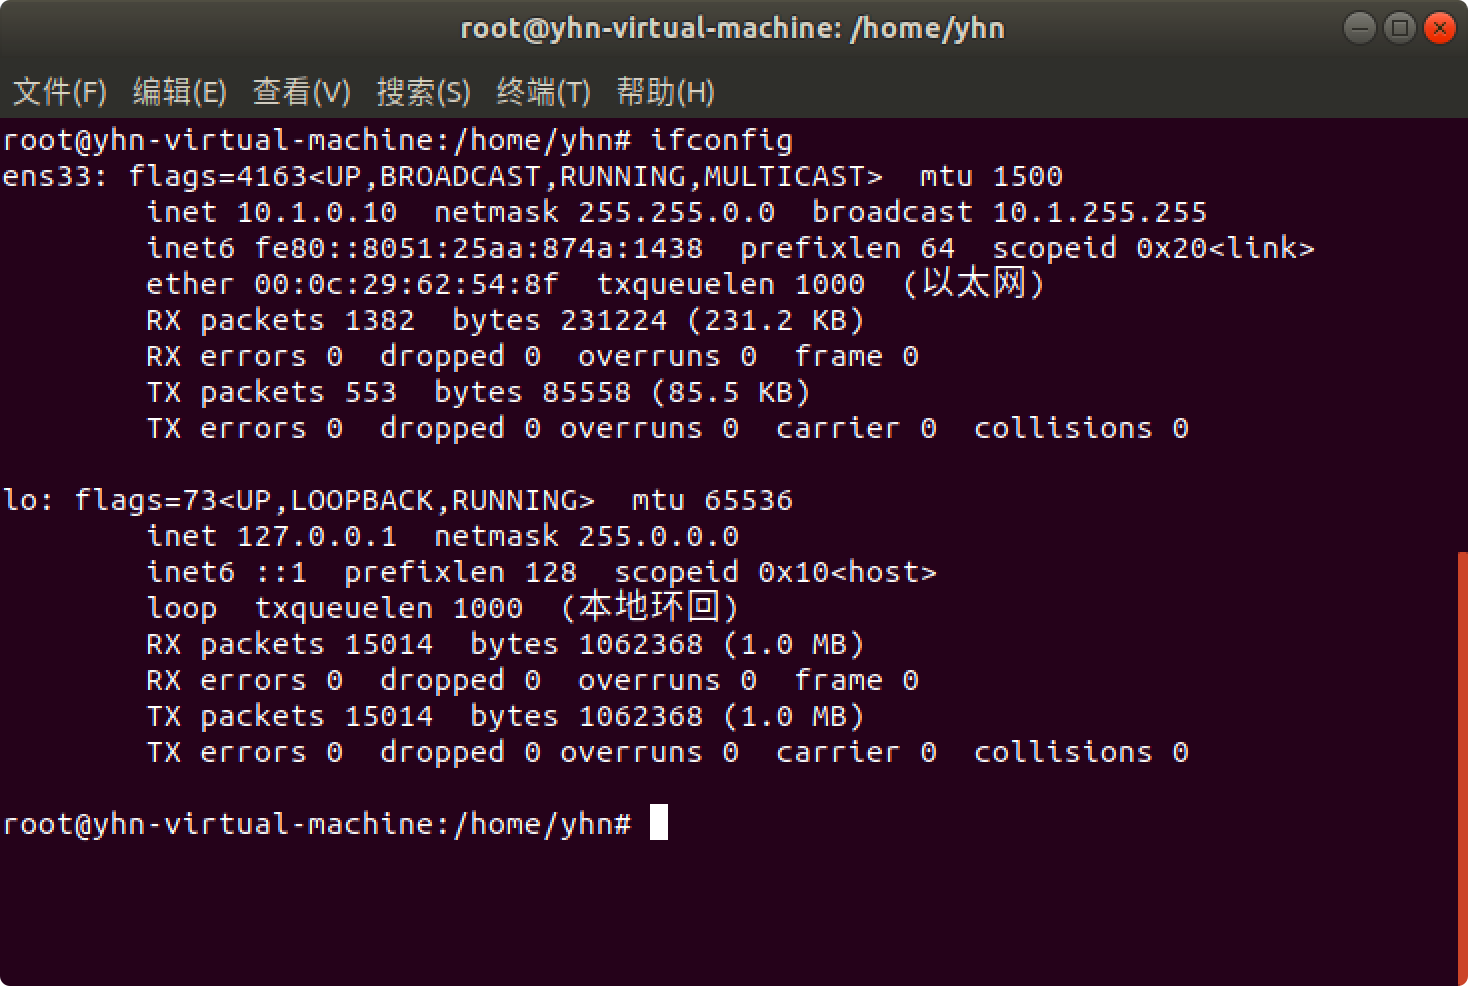 root@yhn-virtual-machine: /home/yhn
文件(F) 编辑(E) 查看(V) 搜索(S) 终端(T) 帮助(H)
root@yhn-virtual-machine:/home/yhn# ifconfig
ens33: flags=4163<UP,BROADCAST,RUNNING,MULTICAST>  mtu 1500
        inet 10.1.0.10  netmask 255.255.0.0  broadcast 10.1.255.255
        inet6 fe80::8051:25aa:874a:1438  prefixlen 64  scopeid 0x20<link>
        ether 00:0c:29:62:54:8f  txqueuelen 1000  (以太网)
        RX packets 1382  bytes 231224 (231.2 KB)
        RX errors 0  dropped 0  overruns 0  frame 0
        TX packets 553  bytes 85558 (85.5 KB)
        TX errors 0  dropped 0 overruns 0  carrier 0  collisions 0

lo: flags=73<UP,LOOPBACK,RUNNING>  mtu 65536
        inet 127.0.0.1  netmask 255.0.0.0
        inet6 ::1  prefixlen 128  scopeid 0x10<host>
        loop  txqueuelen 1000  (本地环回)
        RX packets 15014  bytes 1062368 (1.0 MB)
        RX errors 0  dropped 0  overruns 0  frame 0
        TX packets 15014  bytes 1062368 (1.0 MB)
        TX errors 0  dropped 0 overruns 0  carrier 0  collisions 0

root@yhn-virtual-machine:/home/yhn#